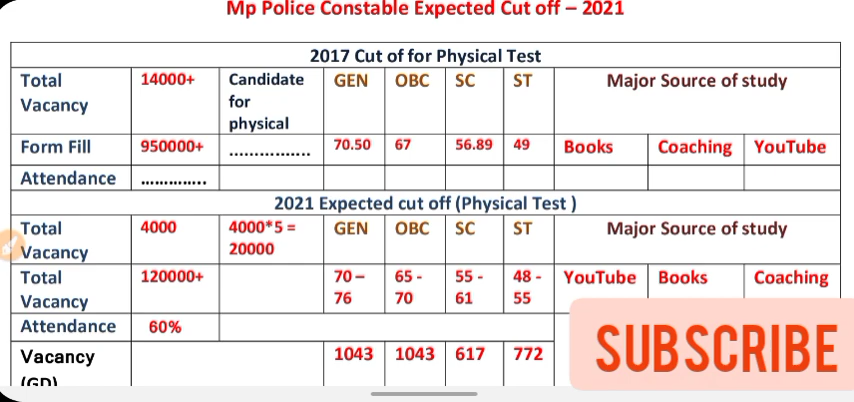 Mp Police Constable Expected Cut off – 2021
2017 Cut of for Physical Test
Total Vacancy 14000+ Candidate for physical GEN OBC SC ST Major Source of study
Form Fill 950000+ ................ 70.50 67 56.89 49 Books Coaching YouTube
Attendance .............
2021 Expected cut off (Physical Test )
Total Vacancy 4000 4000*5 = 20000 GEN OBC SC ST Major Source of study
Total Vacancy 120000+ 70 – 76 65 - 70 55 - 61 48 - 55 YouTube Books Coaching
Attendance 60%
Vacancy (GD) 1043 1043 617 772
SUBSCRIBE